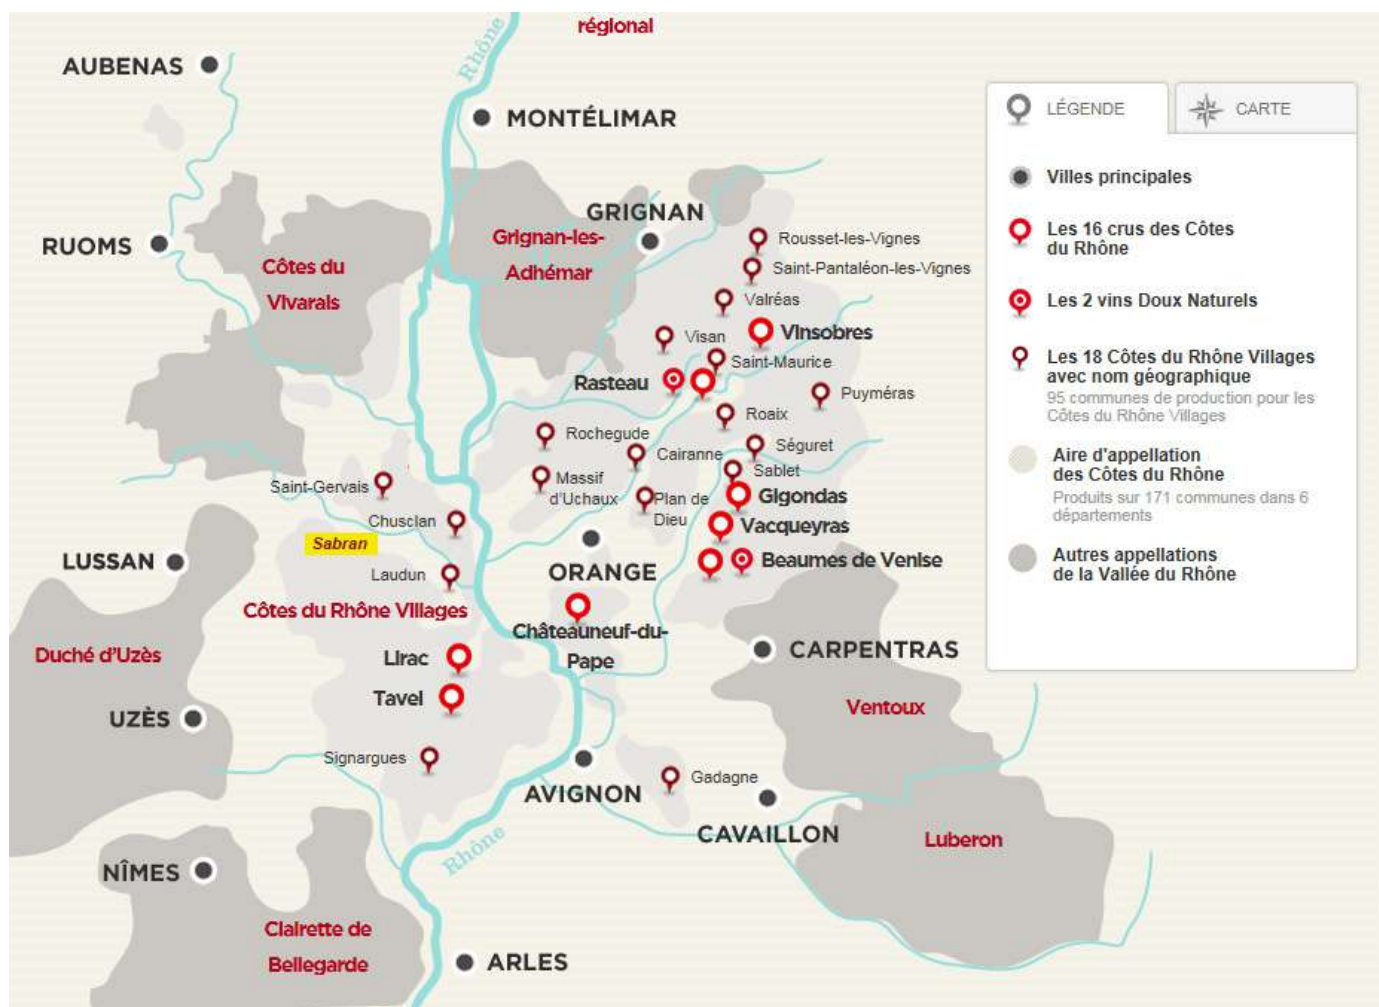 régional
AUBENAS
Rhône
MONTÉLIMAR
LÉGENDE
CARTE
Villes principales
GRIGNAN
Les 16 crus des Côtes
du Rhône
RUOMS
Grignan-les-
Adhémar
Rousset-les-Vignes
Saint-Pantaléon-les-Vignes
Côtes du
Vivarais
Valréas
Les 2 vins Doux Naturels
Visan
Vinsobres
Saint-Maurice
Les 18 Côtes du Rhône Villages
avec nom géographique
95 communes de production pour les
Côtes du Rhône Villages
Rasteau
Puyméras
Roaix
Rochegude
Cairanne
Séguret
Sablet
Aire d'appellation
des Côtes du Rhône
Produits sur 171 communes dans 6
départements
Saint-Gervais
Massif
d'Uchaux
Plan de
Dieu
Gigondas
Chusclan
Vacqueyras
Sabran
LUSSAN
Laudun
ORANGE
Beaumes de Venise
Autres appellations
de la Vallée du Rhône
Côtes du Rhône Villages
Châteauneuf-du-
Pape
Duché d'Uzès
Lirac
CARPENTRAS
Tavel
UZÈS
Ventoux
Signargues
Gadagne
AVIGNON
CAVAILLON
Luberon
Rhône
NÎMES
Clairette de
Bellegarde
ARLES